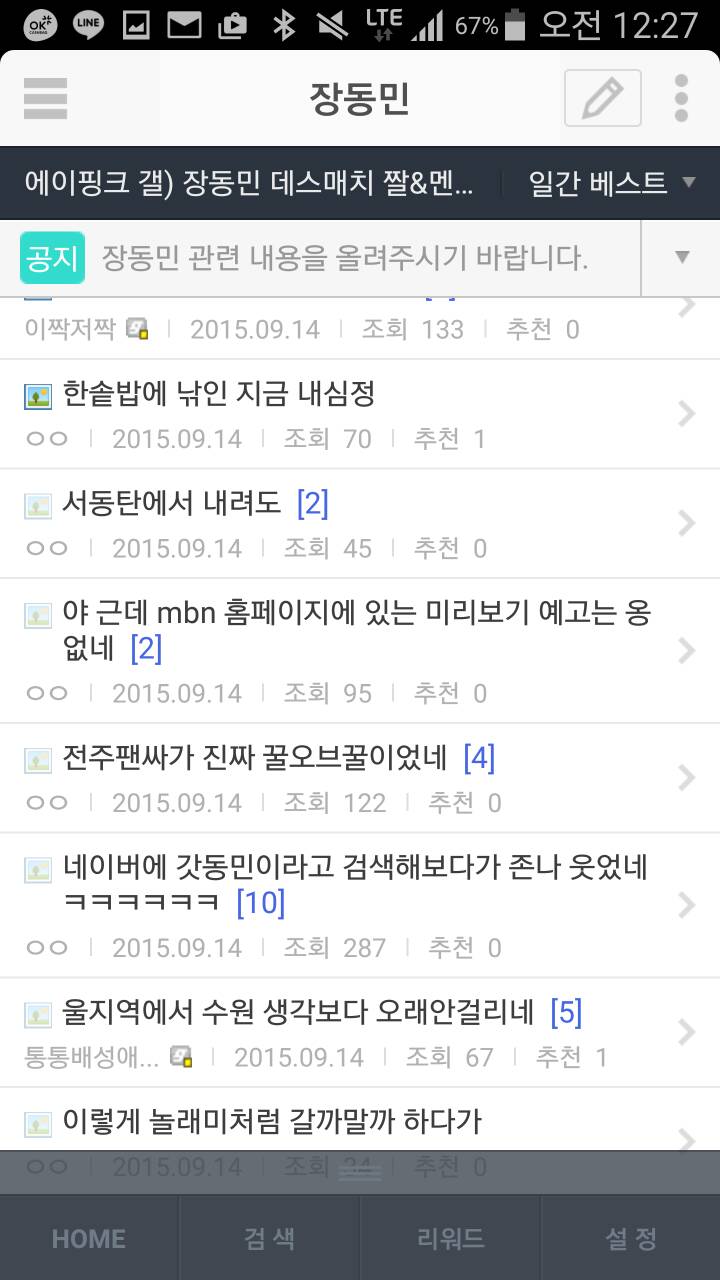 OK
CASHBAG
LINE
LTE
67%
오전 12:27
장동민
에이핑크 갤) 장동민 데스매치 짤&멘...
일간 베스트
공지
장동민 관련 내용을 올려주시기 바랍니다.
이짝저짝 2015.09.14 조회 133 추천 0
한솥밥에 낚인 지금 내심정
ㅇㅇ 2015.09.14 조회 70 추천 1
서동탄에서 내려도 [2]
ㅇㅇ 2015.09.14 조회 45 추천 0
야 근데 mbn 홈페이지에 있는 미리보기 예고는 옹
없네 [2]
ㅇㅇ 2015.09.14 조회 95 추천 0
전주팬싸가 진짜 꿀오브꿀이었네 [4]
ㅇㅇ 2015.09.14 조회 122 추천 0
네이버에 갓동민이라고 검색해보다가 존나 웃었네
ㅋㅋㅋㅋㅋㅋ [10]
ㅇㅇ 2015.09.14 조회 287 추천 0
울지역에서 수원 생각보다 오래안걸리네 [5]
통통배성애... 2015.09.14 조회 67 추천 1
이렇게 놀래미처럼 갈까말까 하다가
ㅇㅇ 2015.09.14 조회 34 추천 0
HOME 검색 리워드 설정